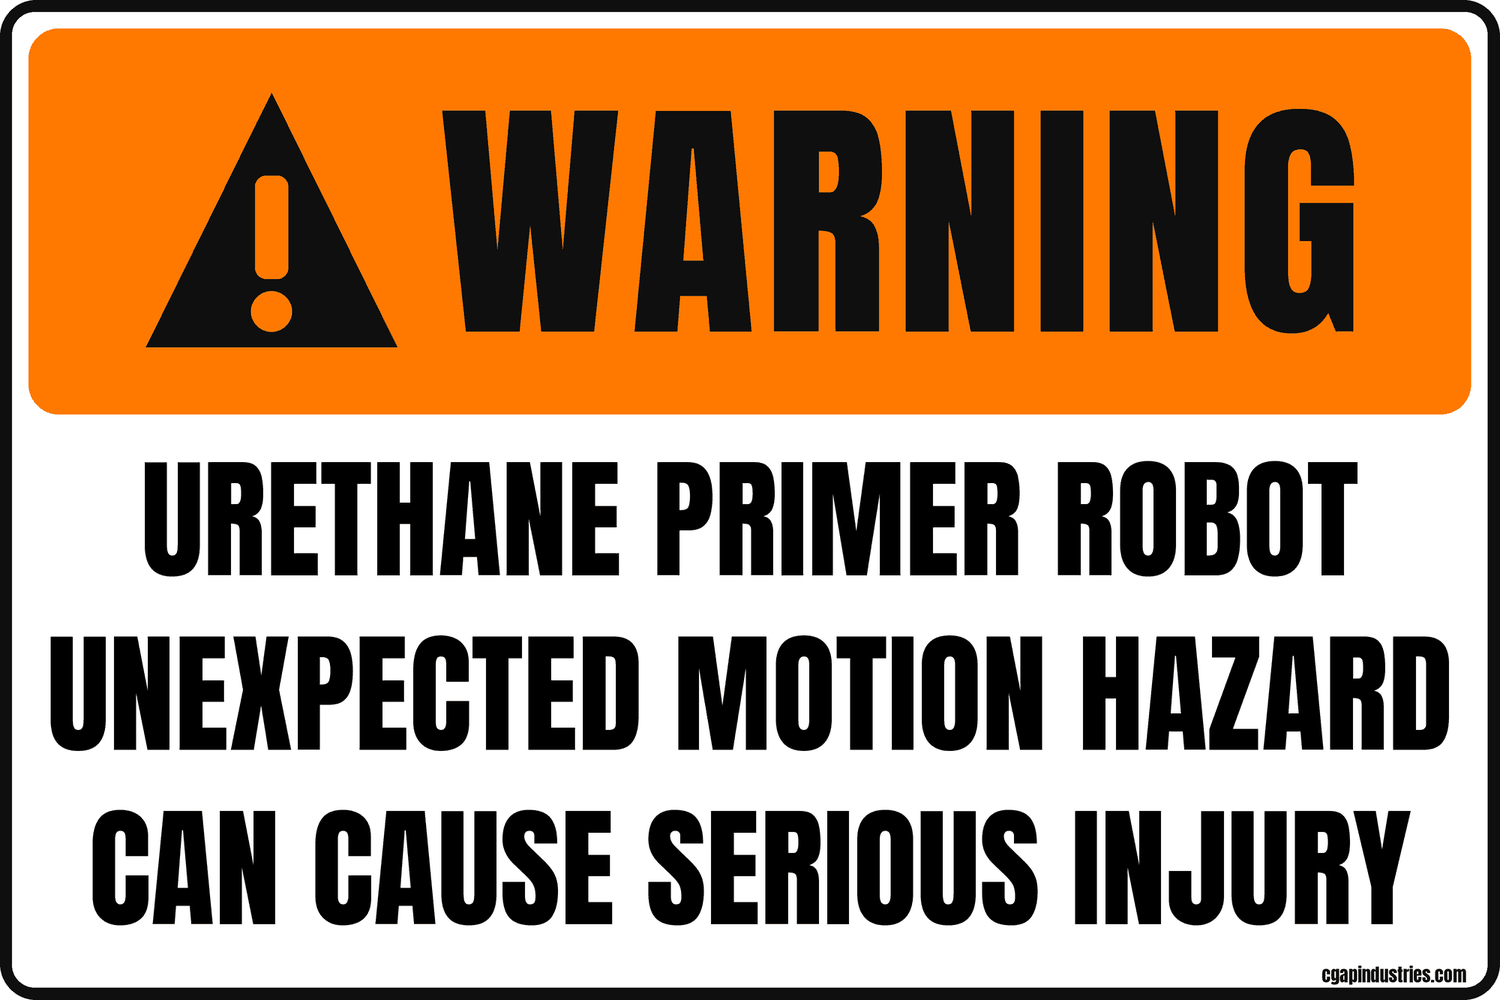 WARNING
URETHANE PRIMER ROBOT
UNEXPECTED MOTION HAZARD
CAN CAUSE SERIOUS INJURY
cgapindustries.com